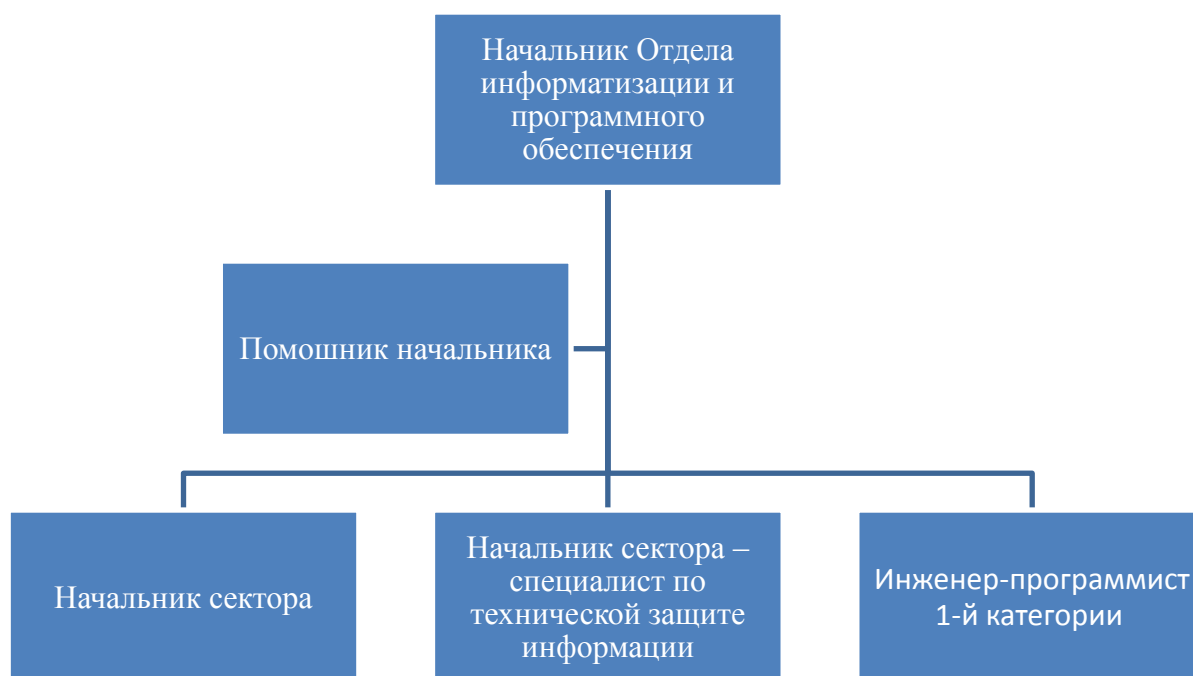 Начальник Отдела
информатизации и
программного
обеспечения
Помошник начальника
Начальник сектора
Начальник сектора –
специалист по
технической защите
информации
Инженер-программист
1-й категории